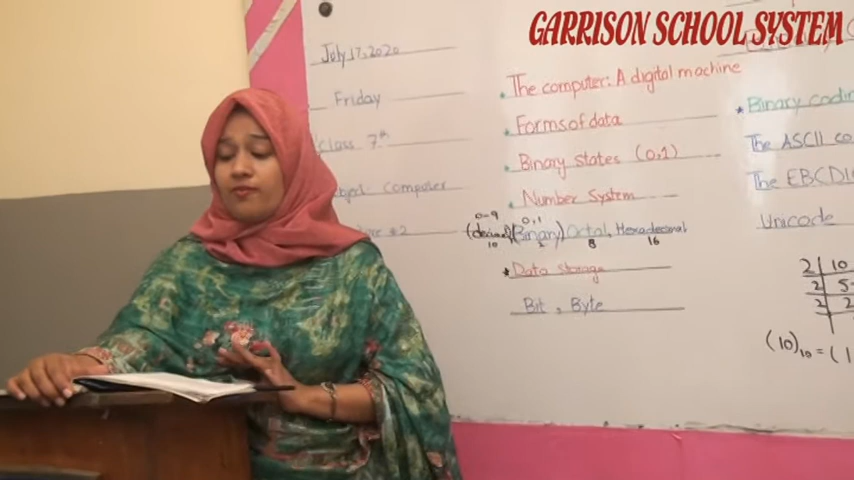 GARRISON SCHOOL SYSTEM
July 17, 2020
Friday
Class 7th
Computer
#2
The computer: A digital machine
Forms of data
Binary states (0,1)
Number System
0-9 0,1
(decimal)(Binary) Octal, Hexadecimal
10 2 8 16
* Data storage
Bit, Byte
* Binary
The ASCII
The EBCDI
Unicode
2 10
2 5
2 2
(10)10 = (1